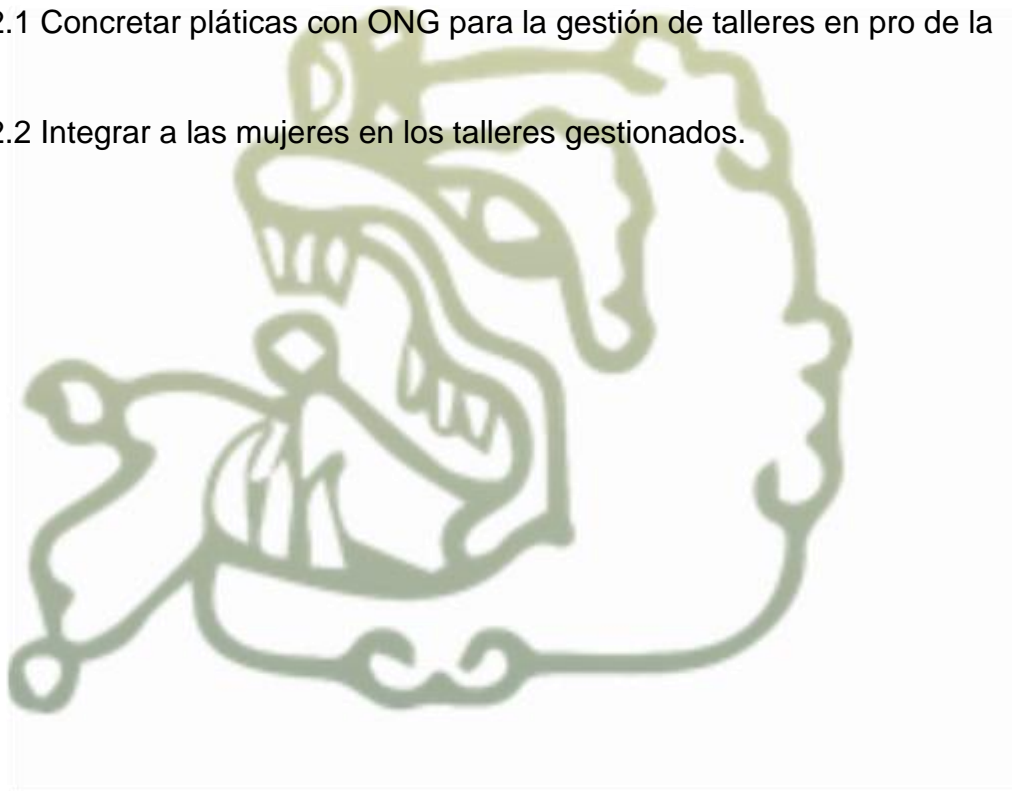 2.1 Concretar pláticas con ONG para la gestión de talleres en pro de la
2.2 Integrar a las mujeres en los talleres gestionados.